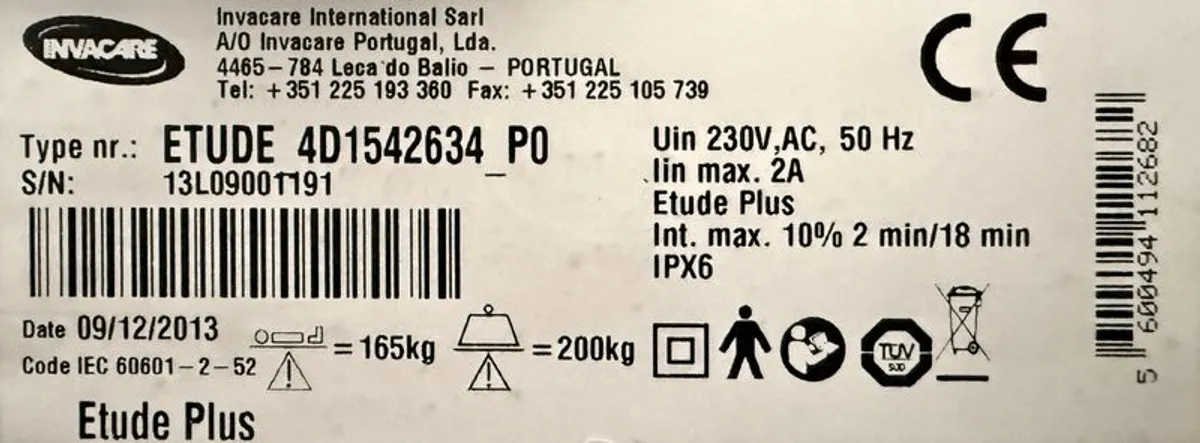 INVACARE
Invacare International Sarl
A/O Invacare Portugal, Lda.
4465-784 Leca do Balio - PORTUGAL
Tel: +351 225 193 360 Fax: +351 225 105 739
CE
Type nr.: ETUDE 4D1542634_P0
S/N: 13L09001191
Uin 230V,AC, 50 Hz
Iin max. 2A
Etude Plus
Int. max. 10% 2 min/18 min
IPX6
Date 09/12/2013
Code IEC 60601-2-52
=165kg
=200kg
TUV
SUD
Etude Plus
5 600494 112682